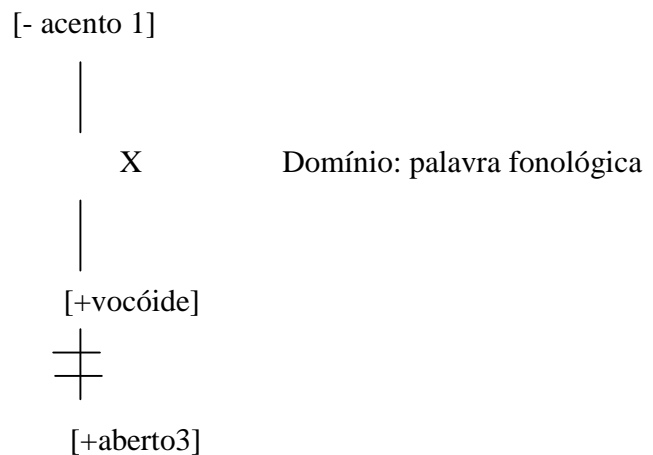 [- acento 1]
X Domínio: palavra fonológica
[+vocóide]
[+aberto3]